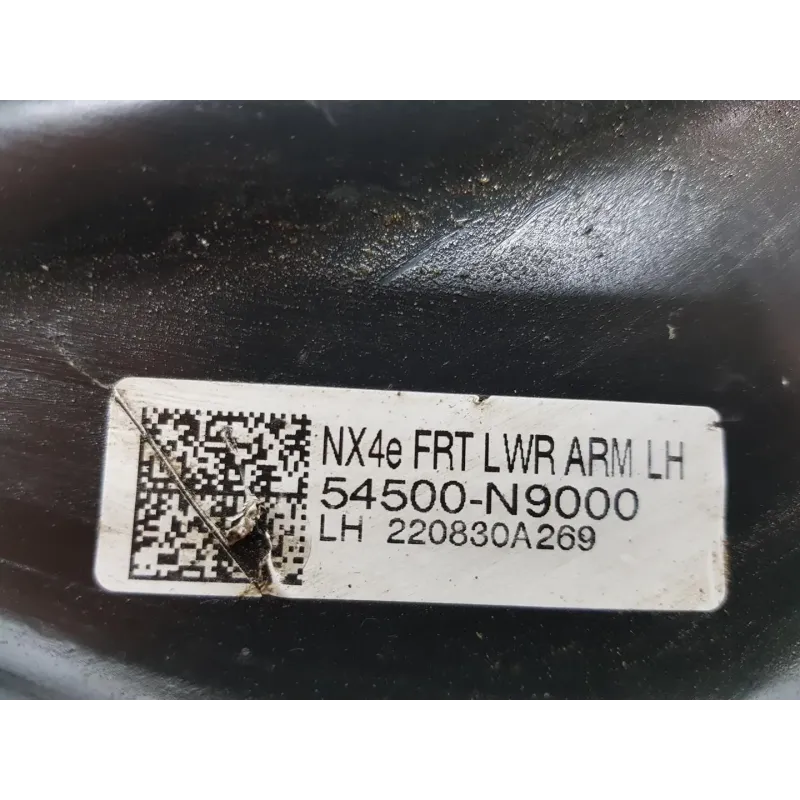 NX4e FRT LWR ARM LH
54500-N9000
LH 220830A269